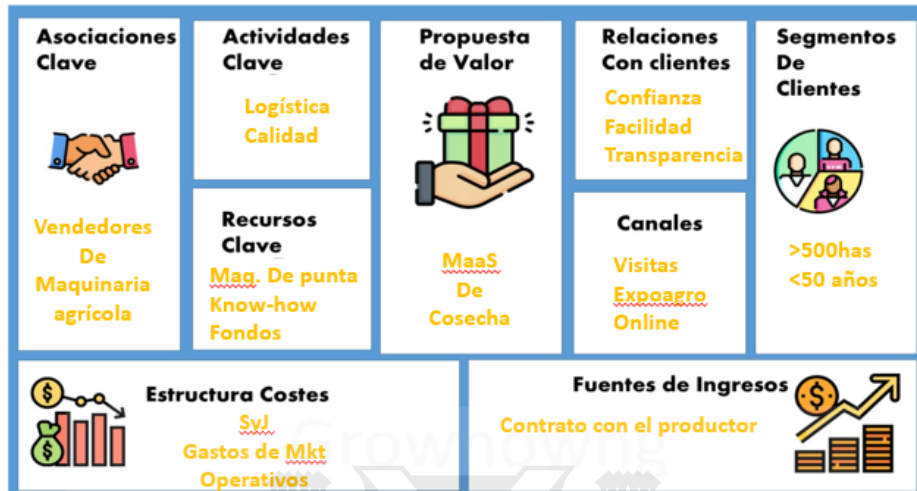 Asociaciones
Clave
Vendedores
De
Maquinaria
agrícola
Actividades
Clave
Logística
Calidad
Recursos
Clave
Maq. De punta
Know-how
Fondos
Propuesta
de Valor
MaaS
De
Cosecha
Relaciones
Con clientes
Confianza
Facilidad
Transparencia
Canales
Visitas
Expoagro
Online
Segmentos
De
Clientes
>500has
<50 años
Estructura Costes
SyJ
Gastos de Mkt
Operativos
Fuentes de Ingresos
Contrato con el productor